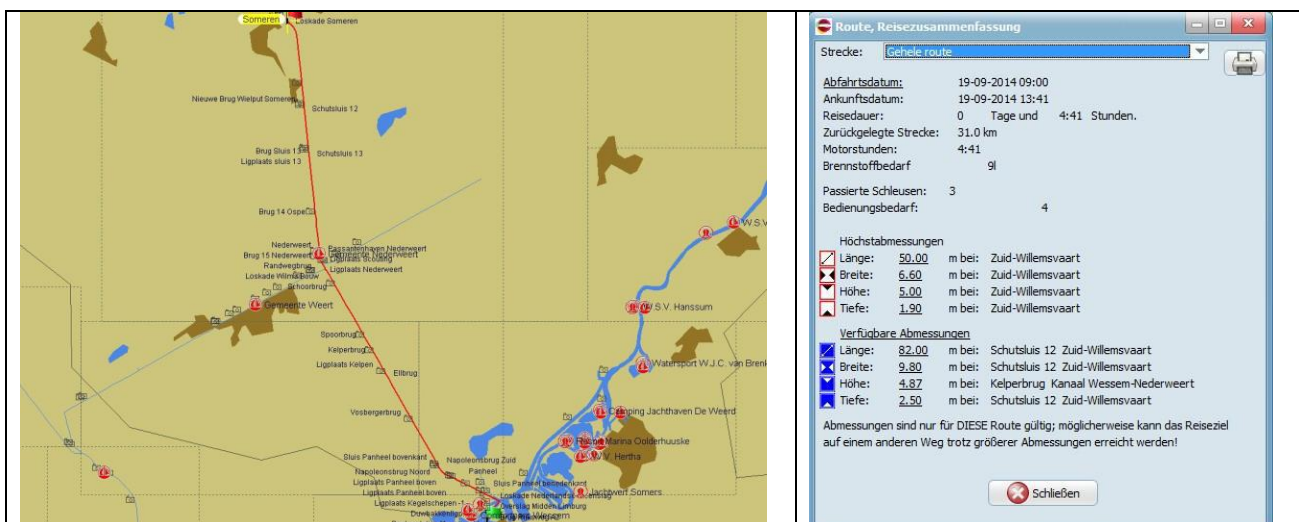 Someren
Loskade Someren
Nieuwe Brug Wielput Someren
Schutsluis 12
Brug Sluis 13
Schutsluis 13
Ligplaats sluis 13
Brug 14 Ospel
W.S.V
Nederweert
Passantenhaven Nederweert
Brug 15 Nederweert
Gemeente Nederweert
Randwegbrug
Ligplaats Nederweert
Schoorbrug
Gemeente Weert
W.S.V. Hanssum
Spoorbrug
Kelperbrug
Ligplaats Kelpen
Ellbrug
Watersport W.J.C. van Brenk
Vosbergerbrug
Camping Jachthaven De Weerd
Marina Oolderhuuske
W.S.V. Hertha
Sluis Panheel bovenkant
Napoleonsbrug Zuid
Napoleonsbrug Noord
Panheel
Ligplaats Panheel boven
Sluis Panheel benedenkant
Ligplaats Panheel boven
Jachtwerf Somers
Ligplaats Kegelschepen -1
Route, Reisezusammenfassung
Strecke: Gehele route
Abfahrtsdatum: 19-09-2014 09:00
Ankunftsdatum: 19-09-2014 13:41
Reisedauer: 0 Tage und 4:41 Stunden.
Zurückgelegte Strecke: 31.0 km
Motorstunden: 4:41
Brennstoffbedarf 9l
Passierte Schleusen: 3
Bedienungsbedarf: 4
Höchstabmessungen
Länge: 50.00 m bei: Zuid-Willemsvaart
Breite: 6.60 m bei: Zuid-Willemsvaart
Höhe: 5.00 m bei: Zuid-Willemsvaart
Tiefe: 1.90 m bei: Zuid-Willemsvaart
Verfügbare Abmessungen
Länge: 82.00 m bei: Schutsluis 12 Zuid-Willemsvaart
Breite: 9.80 m bei: Schutsluis 12 Zuid-Willemsvaart
Höhe: 4.87 m bei: Kelperbrug Kanaal Wessem-Nederweert
Tiefe: 2.50 m bei: Schutsluis 12 Zuid-Willemsvaart
Abmessungen sind nur für DIESE Route gültig; möglicherweise kann das Reiseziel
auf einem anderen Weg trotz größerer Abmessungen erreicht werden!
Schließen